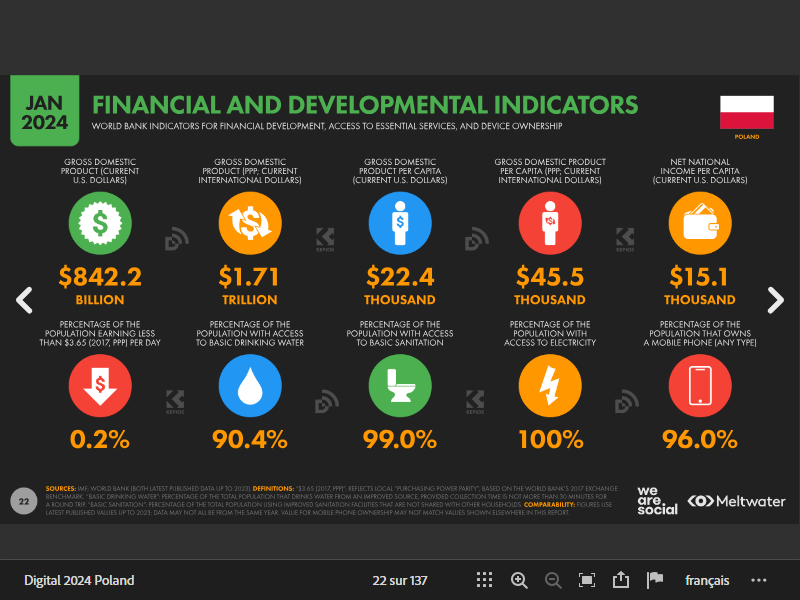 JAN
2024
FINANCIAL AND DEVELOPMENTAL INDICATORS
WORLD BANK INDICATORS FOR FINANCIAL DEVELOPMENT, ACCESS TO ESSENTIAL SERVICES, AND DEVICE OWNERSHIP
POLAND
GROSS DOMESTIC
PRODUCT (CURRENT
U.S. DOLLARS)
$842.2
BILLION
GROSS DOMESTIC
PRODUCT (PPP; CURRENT
INTERNATIONAL DOLLARS)
$1.71
TRILLION
GROSS DOMESTIC
PRODUCT PER CAPITA
(CURRENT U.S. DOLLARS)
$22.4
THOUSAND
GROSS DOMESTIC PRODUCT
PER CAPITA (PPP; CURRENT
INTERNATIONAL DOLLARS)
$45.5
THOUSAND
NET NATIONAL
INCOME PER CAPITA
(CURRENT U.S. DOLLARS)
$15.1
THOUSAND
PERCENTAGE OF THE
POPULATION EARNING LESS
THAN $3.65 (2017, PPP) PER DAY
0.2%
PERCENTAGE OF THE
POPULATION WITH ACCESS
TO BASIC DRINKING WATER
90.4%
PERCENTAGE OF THE
POPULATION WITH ACCESS
TO BASIC SANITATION
99.0%
PERCENTAGE OF THE
POPULATION WITH
ACCESS TO ELECTRICITY
100%
PERCENTAGE OF THE
POPULATION THAT OWNS
A MOBILE PHONE (ANY TYPE)
96.0%
KEPIOS
KEPIOS
KEPIOS
KEPIOS
22
SOURCES: IMF; WORLD BANK (BOTH LATEST PUBLISHED DATA UP TO 2023). DEFINITIONS: "$3.65 (2017, PPP)": REFLECTS LOCAL "PURCHASING POWER PARITY", BASED ON THE WORLD BANK'S 2017 EXCHANGE
BENCHMARK. "BASIC DRINKING WATER": PERCENTAGE OF THE TOTAL POPULATION THAT DRINKS WATER FROM AN IMPROVED SOURCE, PROVIDED COLLECTION TIME IS NOT MORE THAN 30 MINUTES FOR
A ROUND TRIP. "BASIC SANITATION": PERCENTAGE OF THE TOTAL POPULATION USING IMPROVED SANITATION FACILITIES THAT ARE NOT SHARED WITH OTHER HOUSEHOLDS. COMPARABILITY: FIGURES USE
LATEST PUBLISHED VALUES UP TO 2023; DATA MAY NOT ALL BE FROM THE SAME YEAR. VALUE FOR MOBILE PHONE OWNERSHIP MAY NOT MATCH VALUES SHOWN ELSEWHERE IN THIS REPORT.
we
are.
social
Meltwater
Digital 2024 Poland
22 sur 137
français